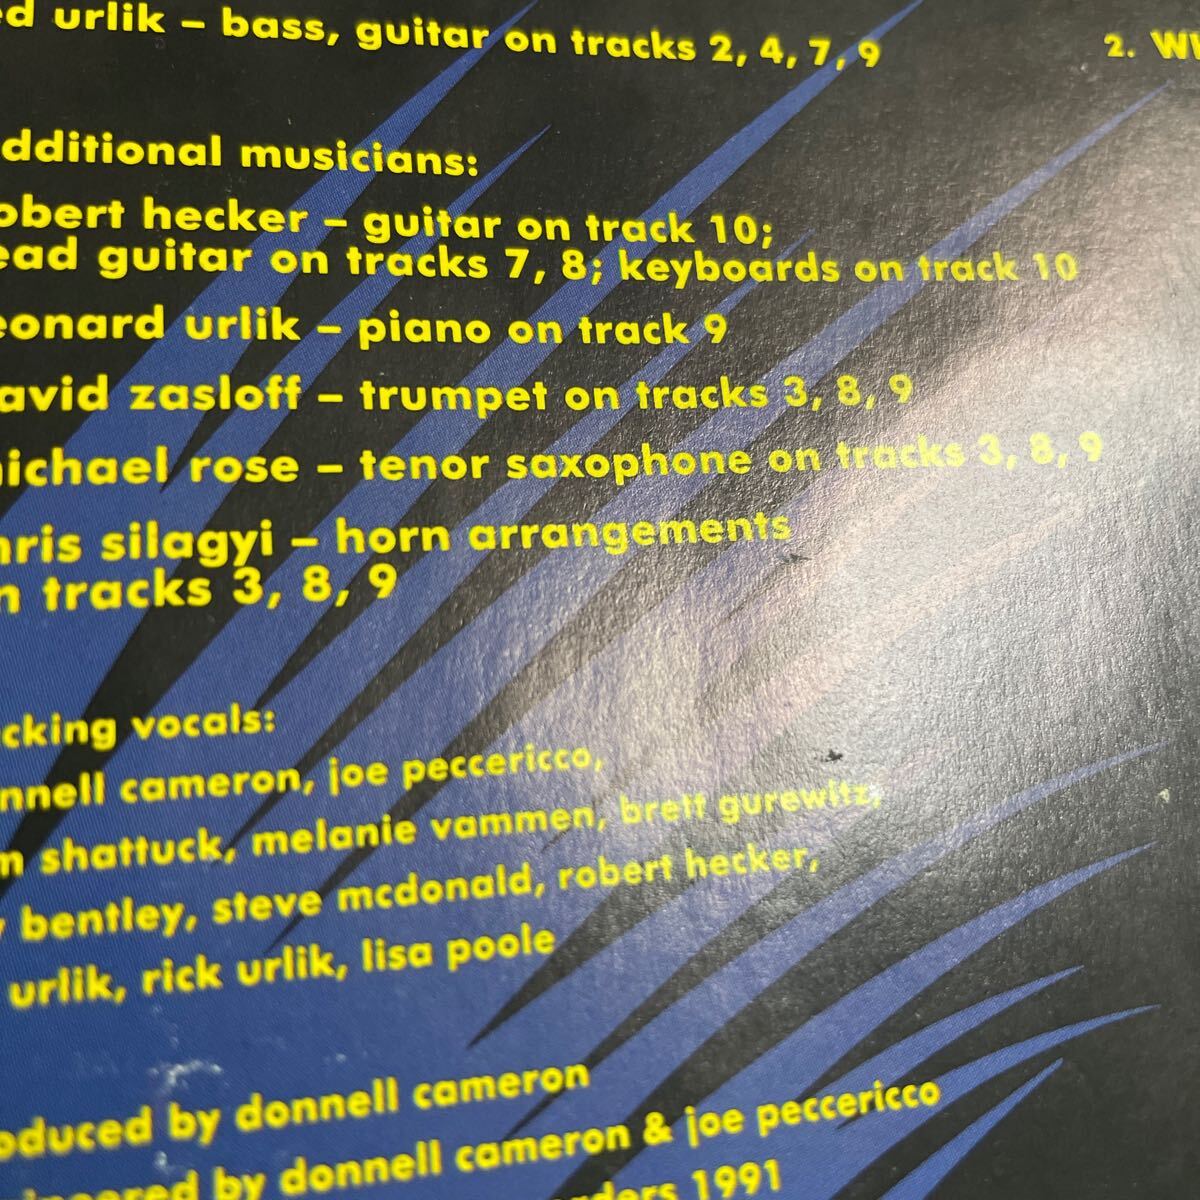 ed urlik – bass, guitar on tracks 2, 4, 7, 9
2.
dditional musicians:
obert hecker – guitar on track 10;
ead guitar on tracks 7, 8; keyboards on track 10
eonard urlik – piano on track 9
avid zasloff – trumpet on tracks 3, 8, 9
ichael rose – tenor saxophone on tracks 3, 8, 9
hris silagyi – horn arrangements
n tracks 3, 8, 9
cking vocals:
nnell cameron, joe peccericco,
m shattuck, melanie vammen, brett gurewitz,
y bentley, steve mcdonald, robert hecker,
urlik, rick urlik, lisa poole
oduced by donnell cameron
ineered by donnell cameron & joe peccericco
rders 1991